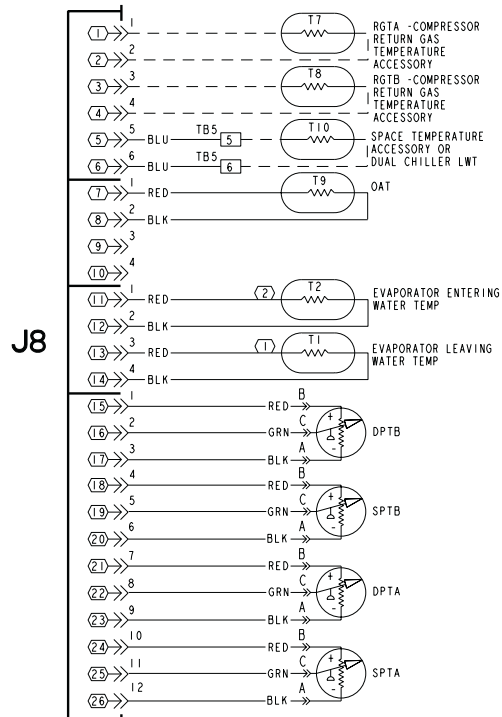 J8
1 1 T7 RGTA -COMPRESSOR
RETURN GAS
TEMPERATURE
2 2 ACCESSORY
3 3 T8 RGTB -COMPRESSOR
RETURN GAS
TEMPERATURE
4 4 ACCESSORY
5 5 BLU TB5 5 T10 SPACE TEMPERATURE
ACCESSORY OR
6 6 BLU TB5 6 DUAL CHILLER LWT
7 1 RED T9 OAT
8 2 BLK
9 3
10 4
11 1 RED 2 T2 EVAPORATOR ENTERING
WATER TEMP
12 2 BLK
13 3 RED 1 T1 EVAPORATOR LEAVING
WATER TEMP
14 4 BLK
15 1 RED B
16 2 GRN C + - DPTB
17 3 BLK A
18 4 RED B
19 5 GRN C + - SPTB
20 6 BLK A
21 7 RED B
22 8 GRN C + - DPTA
23 9 BLK A
24 10 RED B
25 11 GRN C + - SPTA
26 12 BLK A